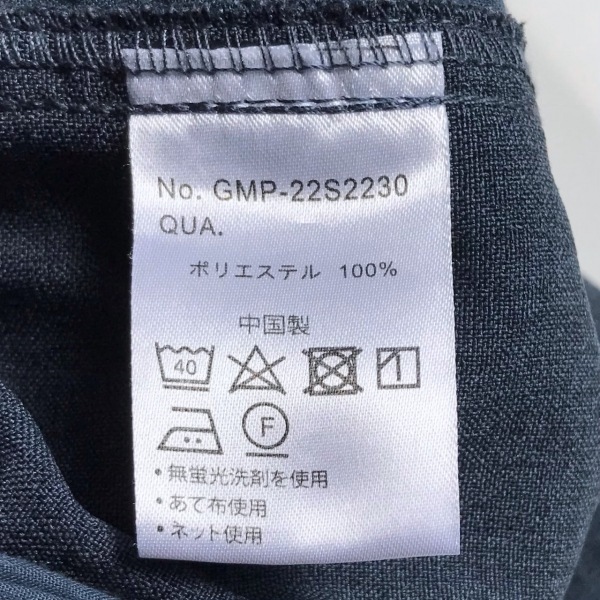 No. GMP-22S2230
QUA.
ポリエステル 100%
中国製
40
F
・無蛍光洗剤を使用
・あて布使用
・ネット使用